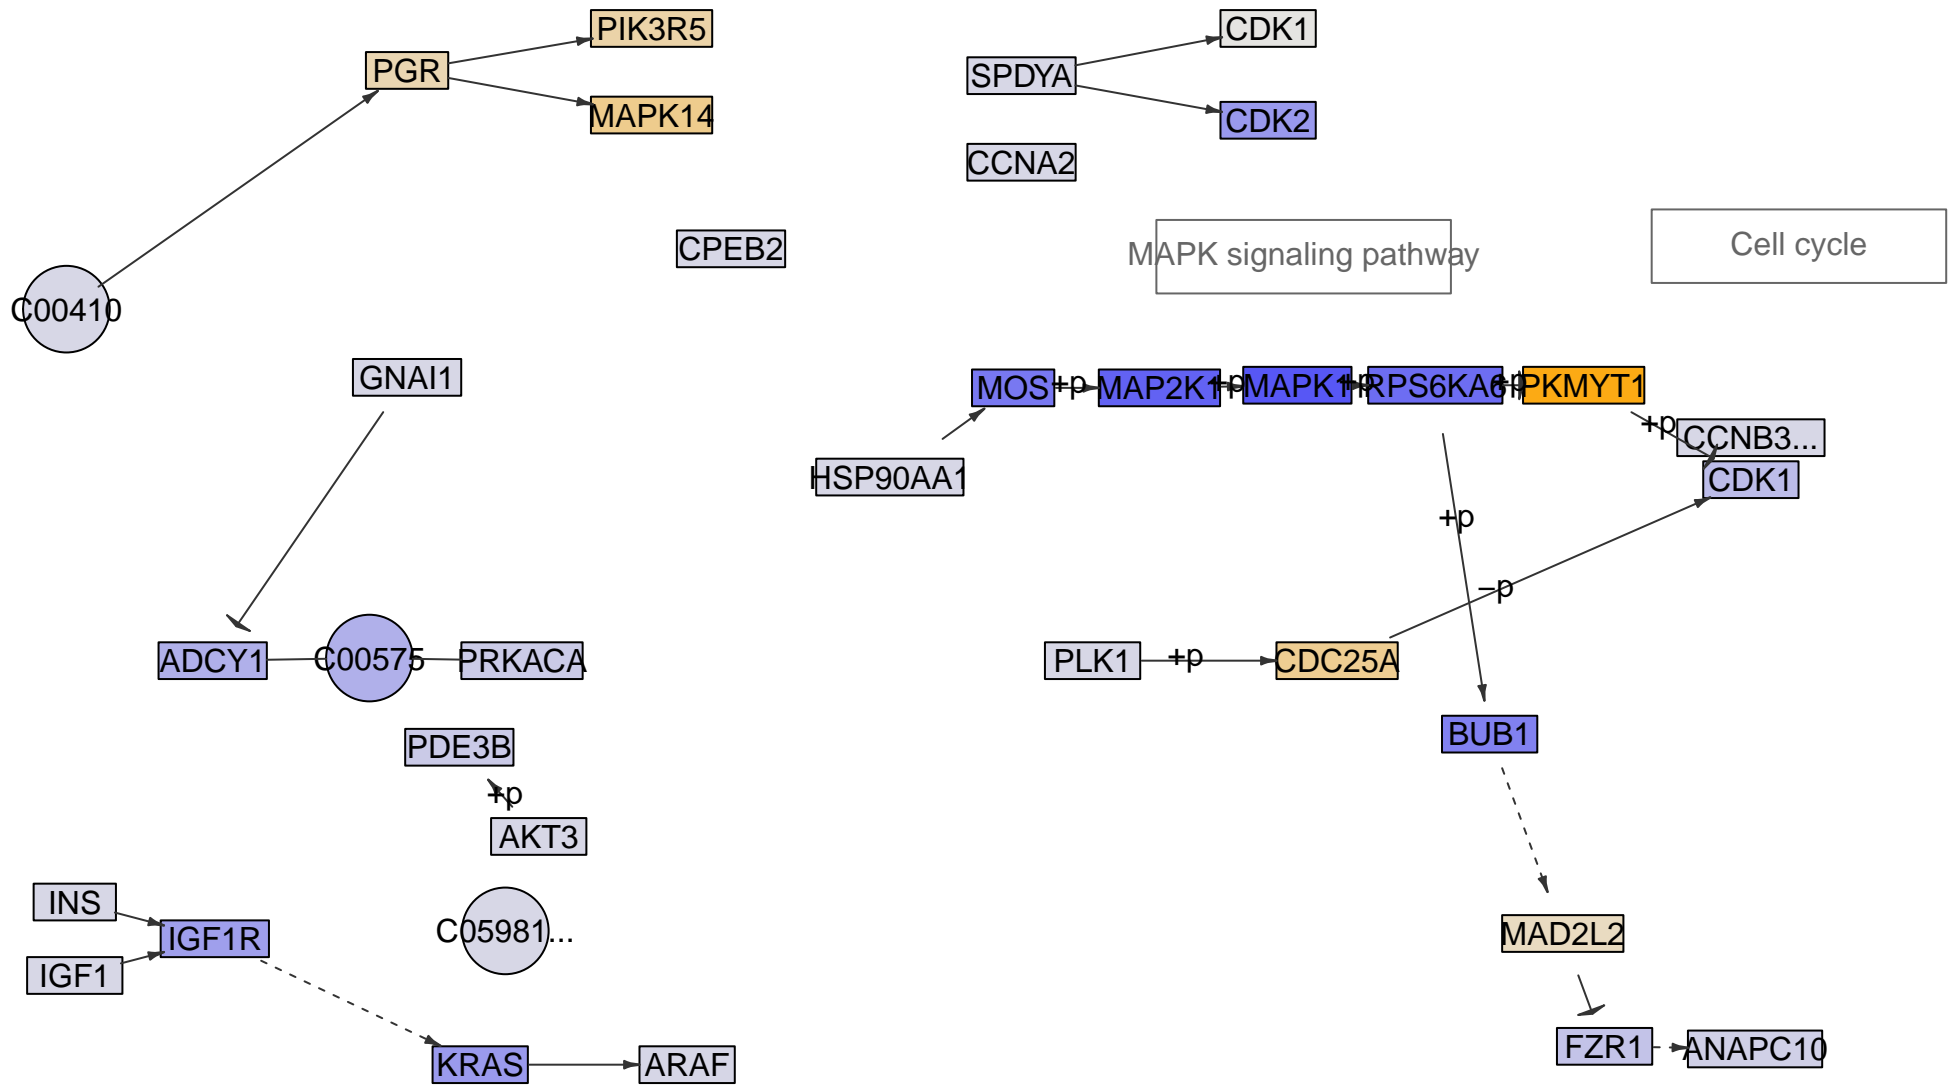 PIK3R5
CDK1
PGR
SPDYA
MAPK14
CDK2
CCNA2
CPEB2
MAPK signaling pathway
Cell cycle
C00410
GNAI1
MOS
+p
MAP2K1
+p
MAPK1
+p
RPS6KA6
+p
PKMYT1
+p
CCNB3...
HSP90AA1
CDK1
+p
−p
ADCY1
C00575
PRKACA
PLK1
+p
CDC25A
PDE3B
BUB1
+p
AKT3
INS
IGF1R
C05981...
MAD2L2
IGF1
KRAS
ARAF
FZR1
ANAPC10